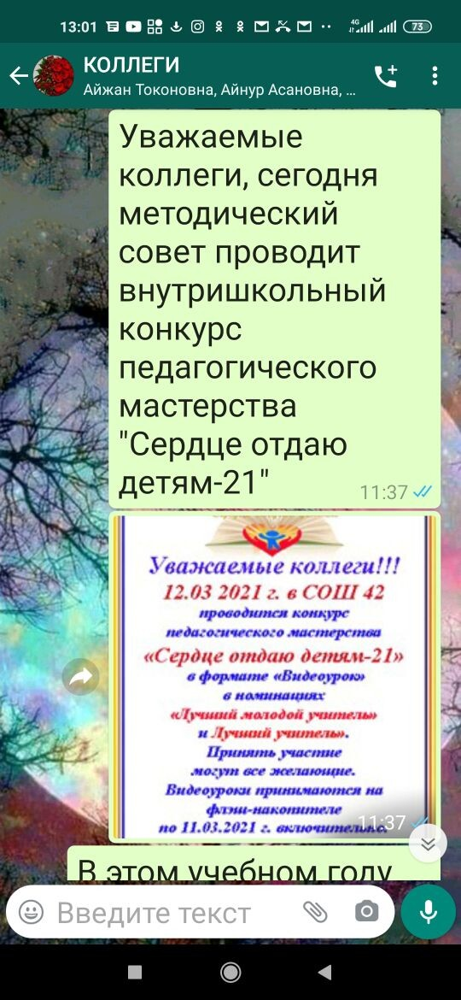 13:01
4G
73
КОЛЛЕГИ
Айжан Токоновна, Айнур Асановна, ...
Уважаемые
коллеги, сегодня
методический
совет проводит
внутришкольный
конкурс
педагогического
мастерства
"Сердце отдаю
детям-21"
11:37
Уважаемые коллеги!!!
12.03 2021 г. в СОШ 42
проводится конкурс
педагогического мастерства
«Сердце отдаю детям-21»
в формате «Видеоурок»
в номинациях
«Лучший молодой учитель»
и Лучший учитель».
Принять участие
могут все желающие.
Видеоуроки принимаются на
флэш-накопителе
по 11.03.2021 г. включительно.
11:37
В этом учебном году
Введите текст